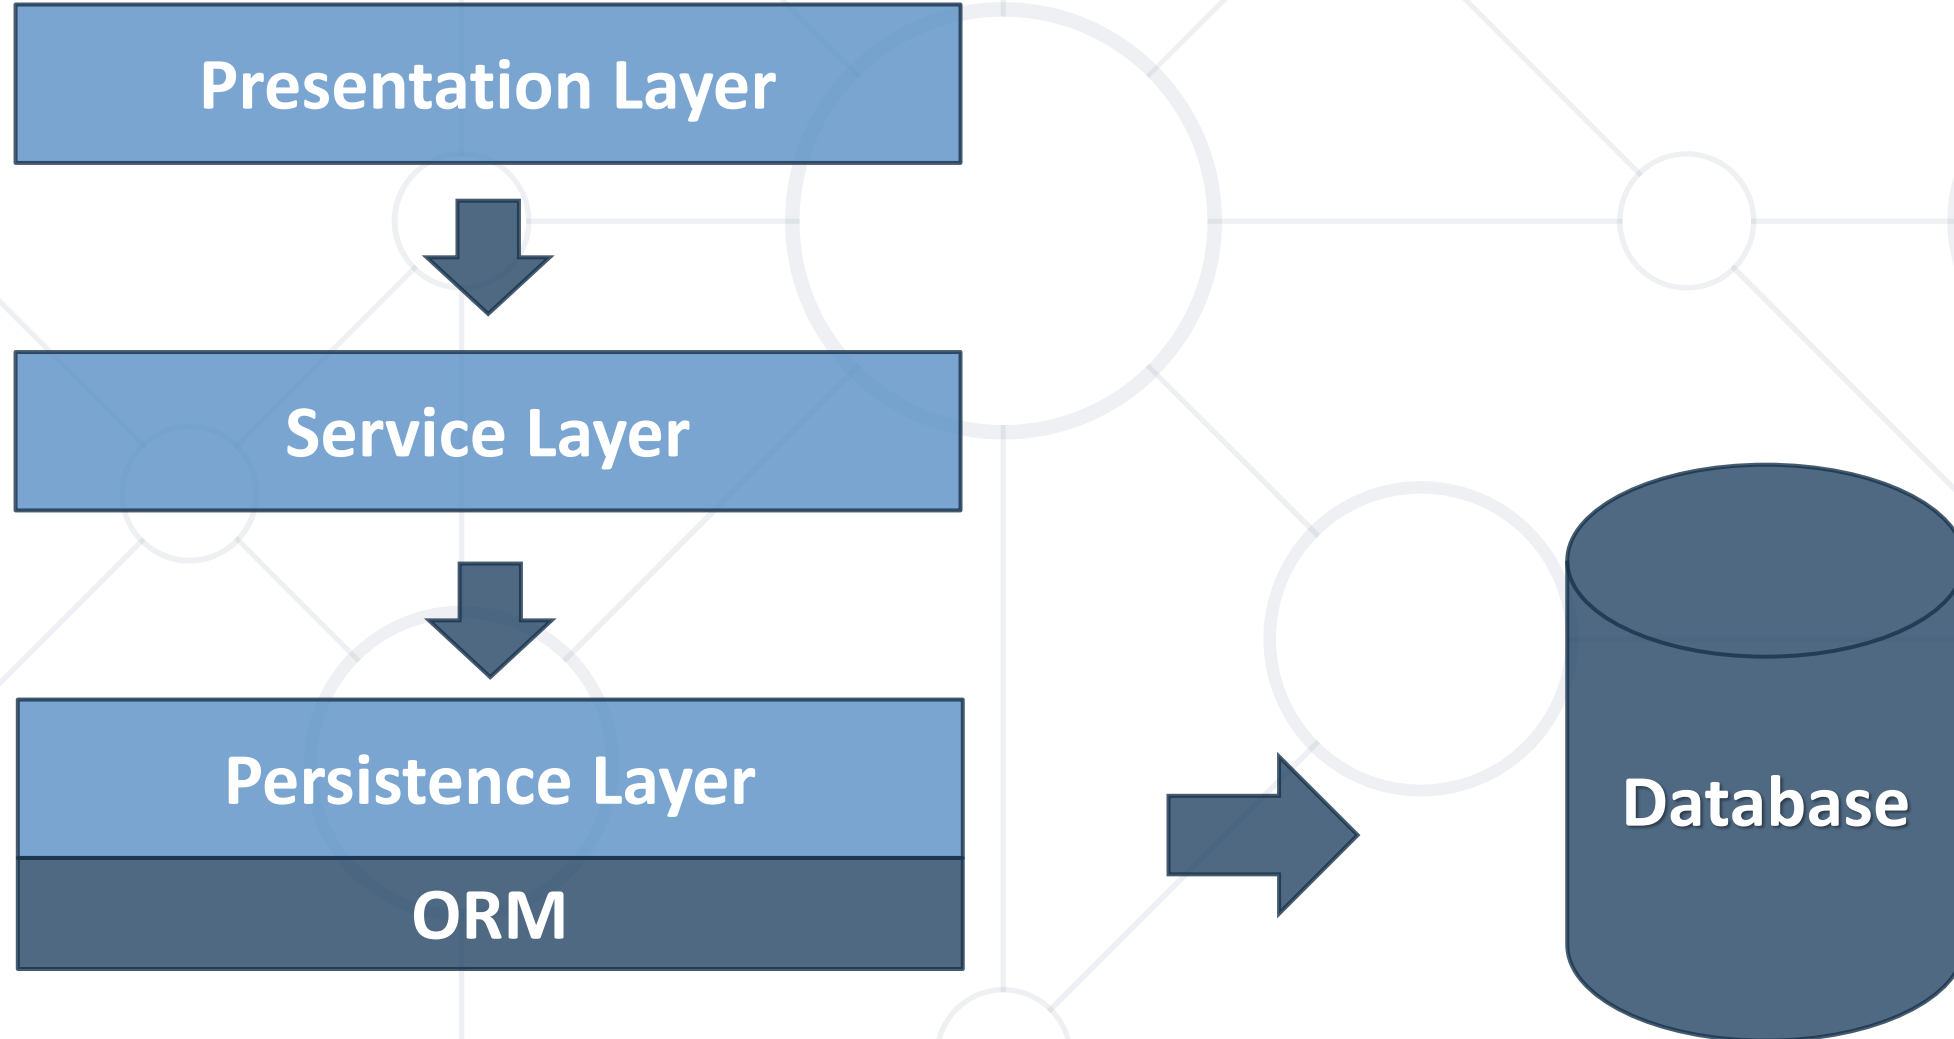 Presentation Layer
Service Layer
Persistence Layer
ORM
Database